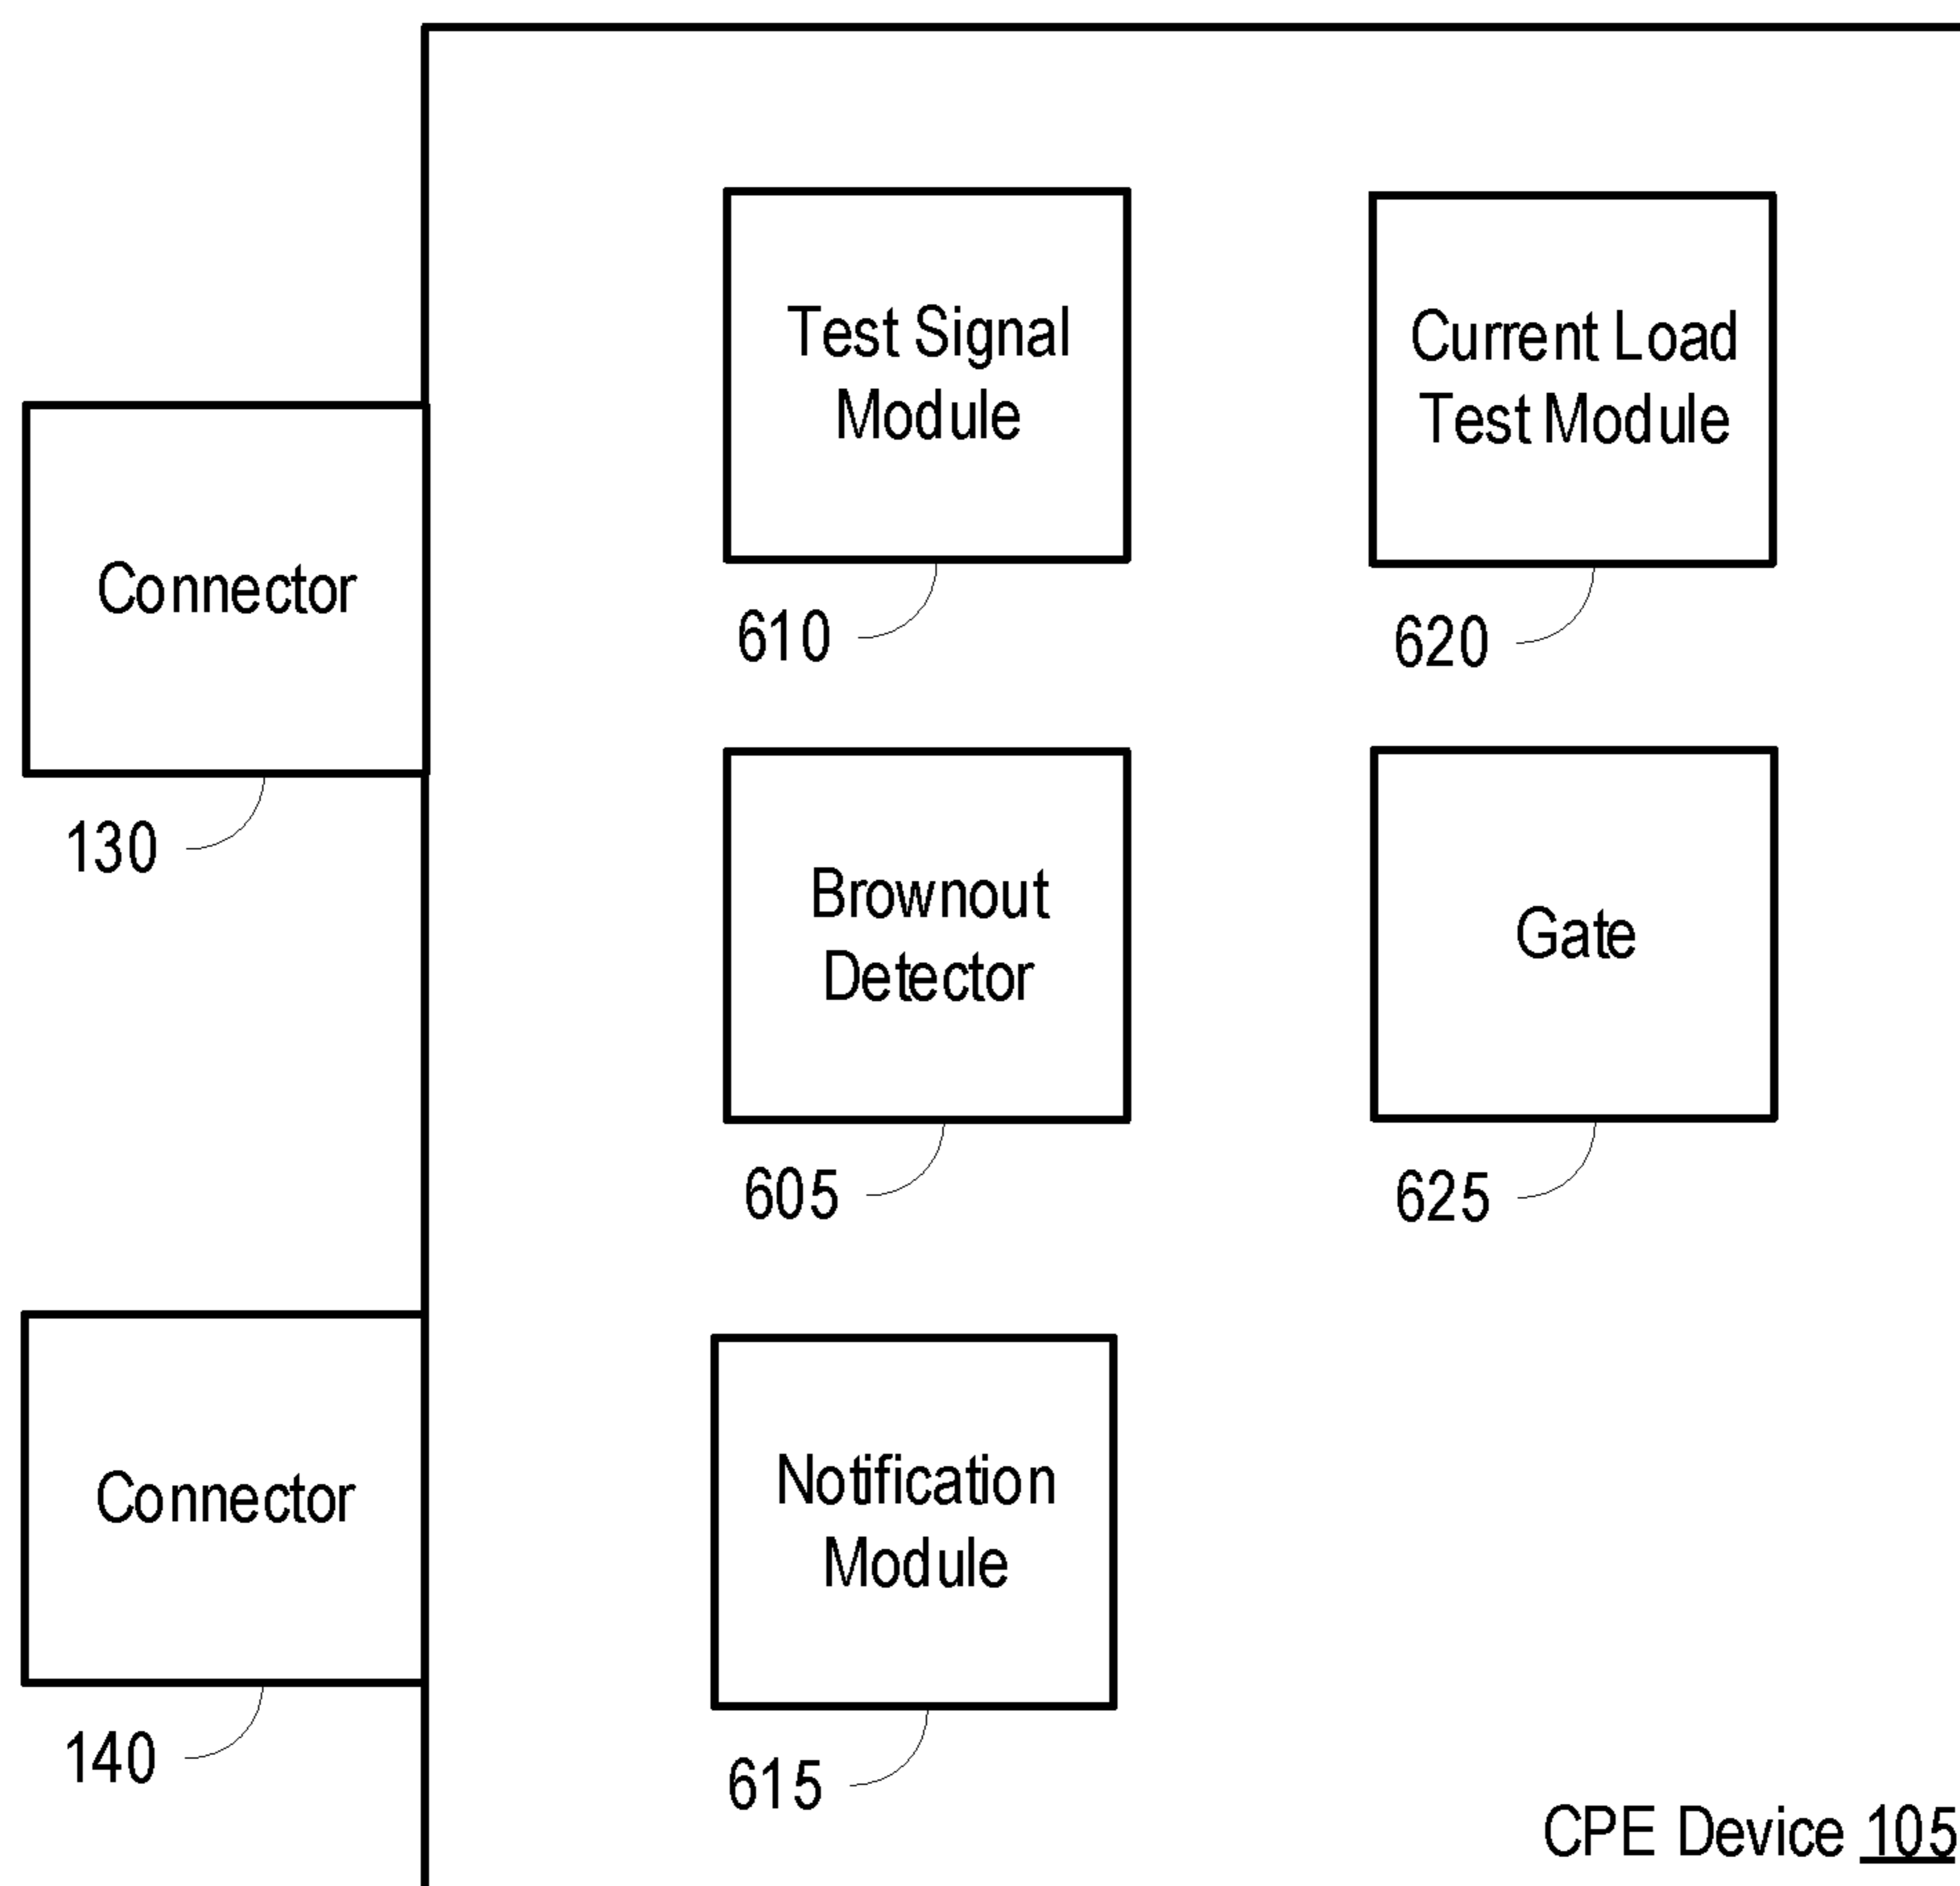 Test Signal
Module
610
Current Load
Test Module
620
Connector
130
Brownout
Detector
605
Gate
625
Connector
140
Notification
Module
615
CPE Device 105